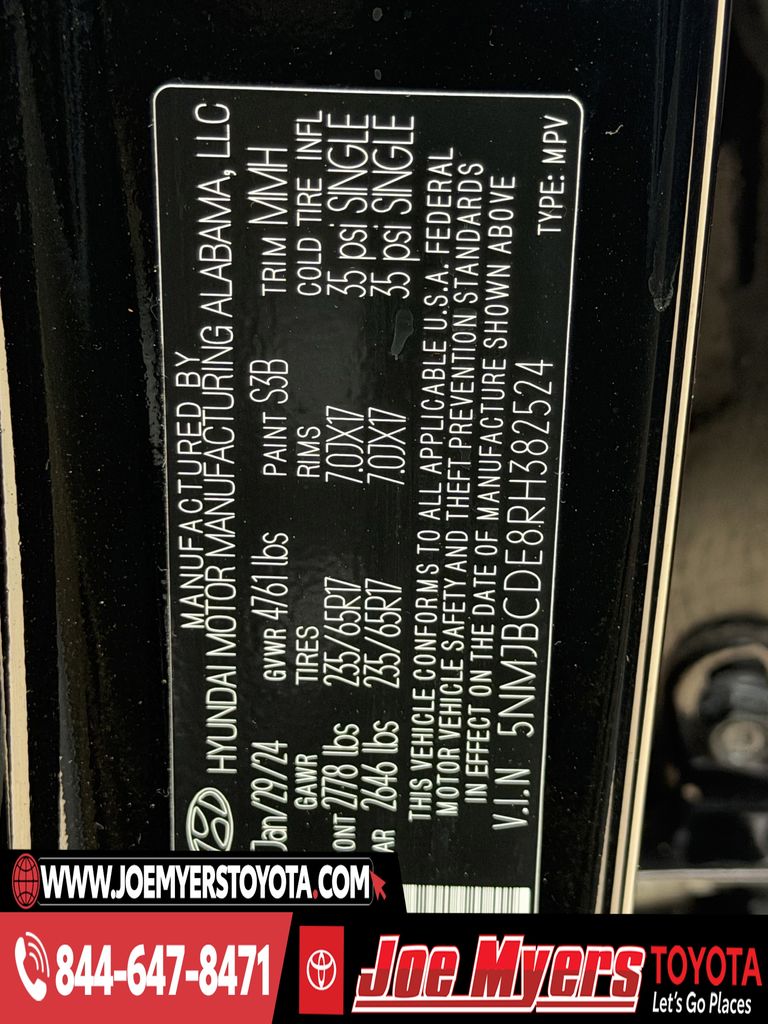 MANUFACTURED BY
HYUNDAI MOTOR MANUFACTURING ALABAMA, LLC
Jan/29/24 GVWR 4761 lbs PAINT S3B TRIM MMH
GAWR TIRES RIMS COLD TIRE INFL
ONT 2778 lbs 235/65R17 7.0JX17 35 psi SINGLE
AR 2646 lbs 235/65R17 7.0JX17 35 psi SINGLE
THIS VEHICLE CONFORMS TO ALL APPLICABLE U.S.A. FEDERAL
MOTOR VEHICLE SAFETY AND THEFT PREVENTION STANDARDS
IN EFFECT ON THE DATE OF MANUFACTURE SHOWN ABOVE
V.I.N 5NMJBCDE8RH382524 TYPE: MPV
WWW.JOEMYERSTOYOTA.COM
844-647-8471
Joe Myers TOYOTA
Let's Go Places